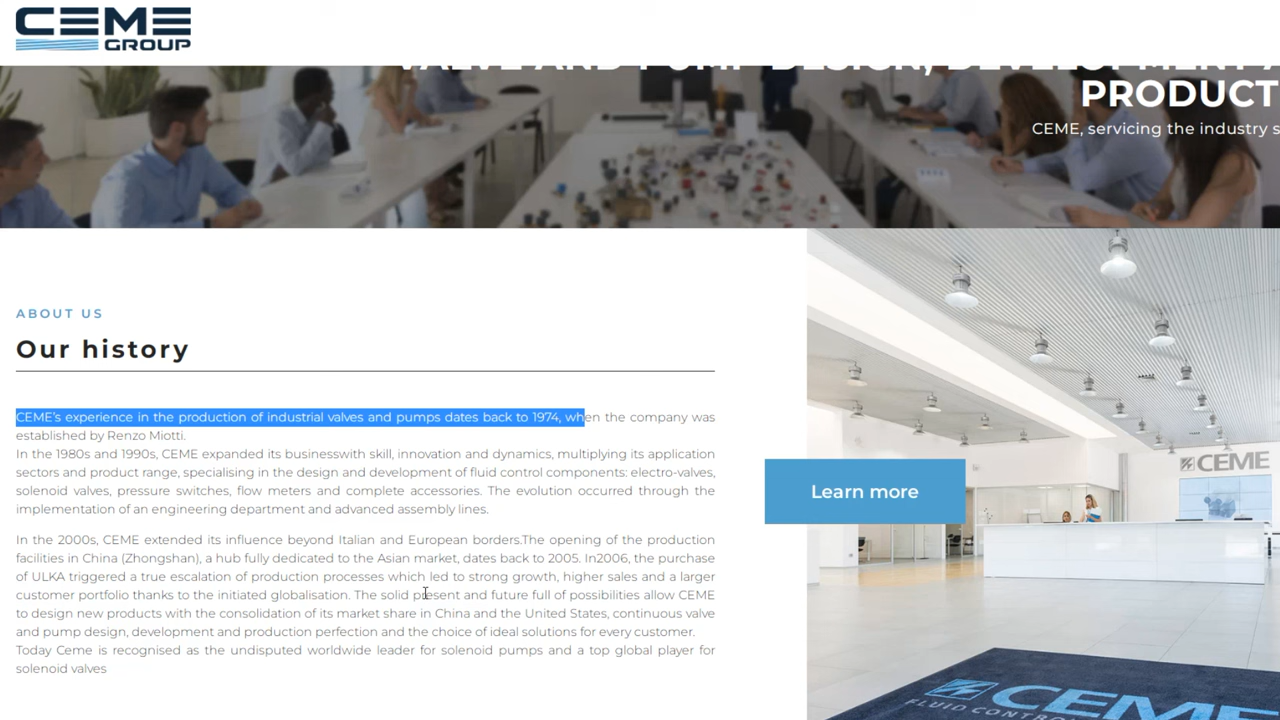 CEME
GROUP
VALVE AND PUMP DESIGN, DEVELOPMENT
PRODUCT
CEME, servicing the industry s
ABOUT US
Our history
CEME's experience in the production of industrial valves and pumps dates back to 1974, when the company was
established by Renzo Miotti.
In the 1980s and 1990s, CEME expanded its businesswith skill, innovation and dynamics, multiplying its application
sectors and product range, specialising in the design and development of fluid control components: electro-valves,
solenoid valves, pressure switches, flow meters and complete accessories. The evolution occurred through the
implementation of an engineering department and advanced assembly lines.
In the 2000s, CEME extended its influence beyond Italian and European borders.The opening of the production
facilities in China (Zhongshan), a hub fully dedicated to the Asian market, dates back to 2005. In2006, the purchase
of ULKA triggered a true escalation of production processes which led to strong growth, higher sales and a larger
customer portfolio thanks to the initiated globalisation. The solid present and future full of possibilities allow CEME
to design new products with the consolidation of its market share in China and the United States, continuous valve
and pump design, development and production perfection and the choice of ideal solutions for every customer.
Today Ceme is recognised as the undisputed worldwide leader for solenoid pumps and a top global player for
solenoid valves
Learn more
CEME
CEME
FLUID CONTRO